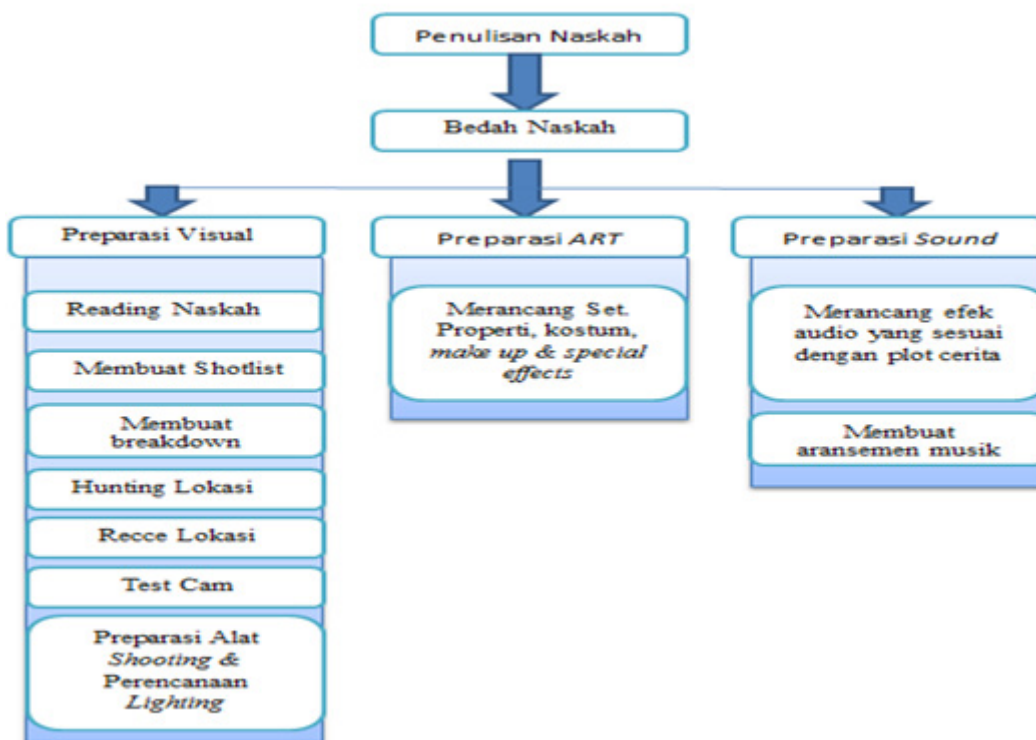 Penulisan Naskah
Bedah Naskah
Preparasi Visual
Reading Naskah
Membuat Shotlist
Membuat
breakdown
Hunting Lokasi
Recce Lokasi
Test Cam
Preparasi Alat
Shooting &
Perencanaan
Lighting
Preparasi ART
Merancang Set.
Properti, kostum,
make up & special
effects
Preparasi Sound
Merancang efek
audio yang sesuai
dengan plot cerita
Membuat
aransemen musik